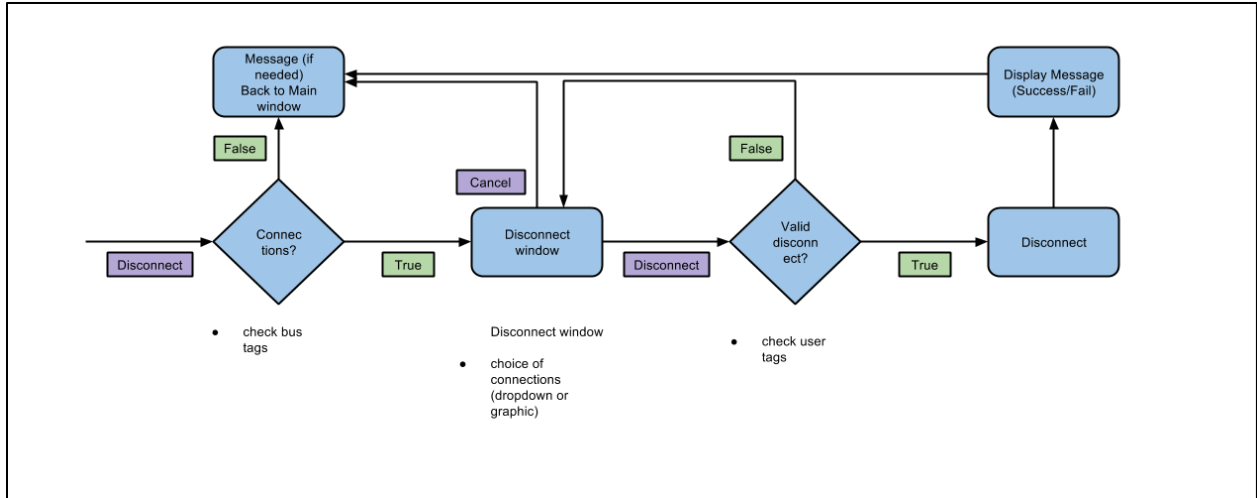 Message (if
needed)
Back to Main
window
Display Message
(Success/Fail)
False
False
Cancel
Connec
tions?
Disconnect
window
Valid
disconn
ect?
Disconnect
Disconnect
True
Disconnect
True
● check bus
tags
Disconnect window
● choice of
connections
(dropdown or
graphic)
● check user
tags